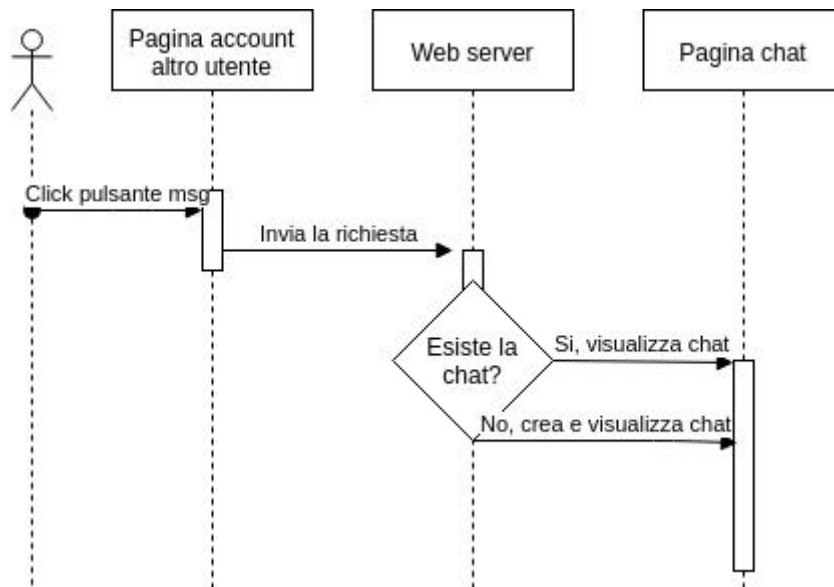 Pagina account
altro utente
Web server
Pagina chat
Click pulsante msg
Invia la richiesta
Esiste la
chat?
Si, visualizza chat
No, crea e visualizza chat